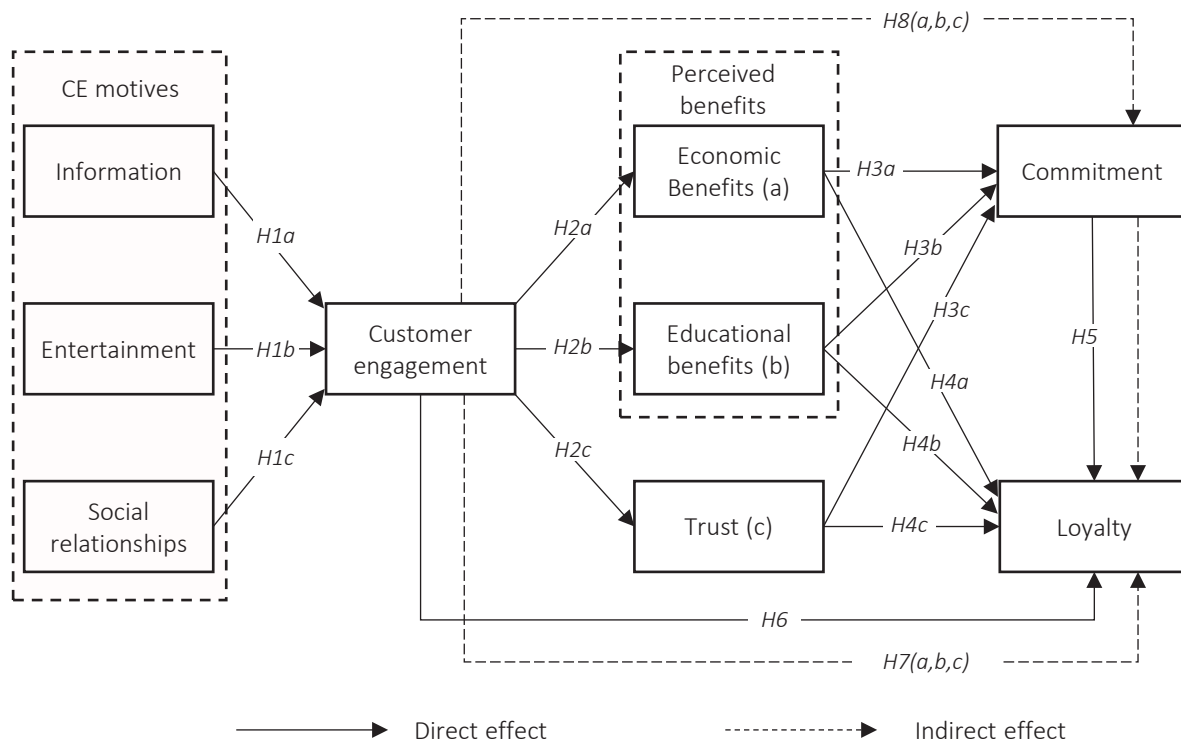 H8(a,b,c)
CE motives
Perceived
benefits
Information
Economic
Benefits (a)
H3a
Commitment
H1a
H2a
H3b
H3c
Entertainment
H1b
Customer
engagement
H2b
Educational
benefits (b)
H5
H4a
H1c
H2c
H4b
Social
relationships
Trust (c)
H4c
Loyalty
H6
H7(a,b,c)
Direct effect
Indirect effect